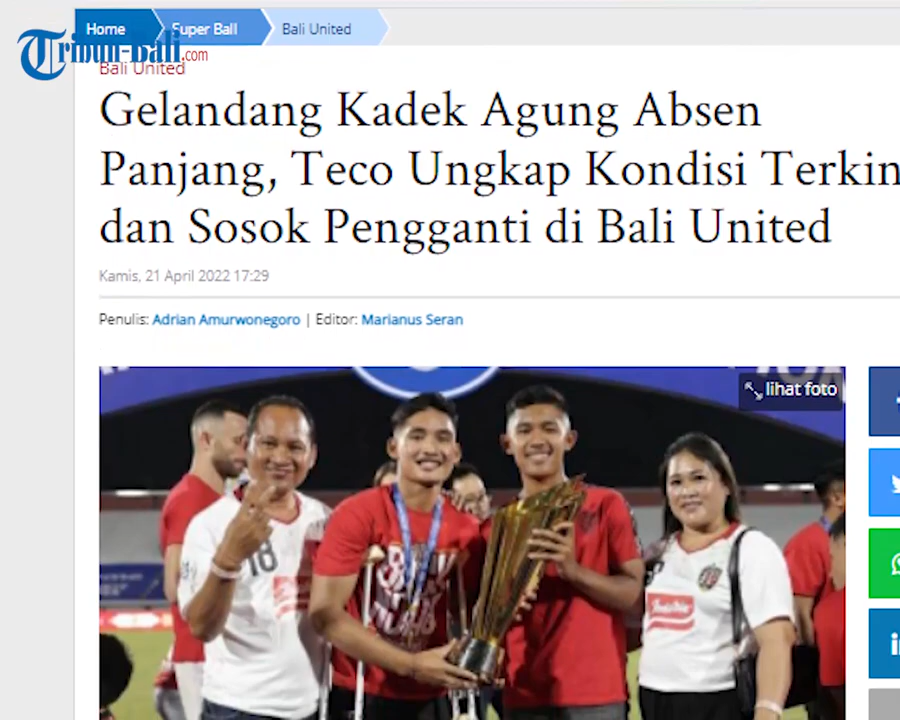 Home Super Ball Bali United
Tribun-Bali.com
Bali United
Gelandang Kadek Agung Absen
Panjang, Teco Ungkap Kondisi Terkin
dan Sosok Pengganti di Bali United
Kamis, 21 April 2022 17:29
Penulis: Adrian Amurwonegoro | Editor: Marianus Seran
lihat foto
18
Indofood